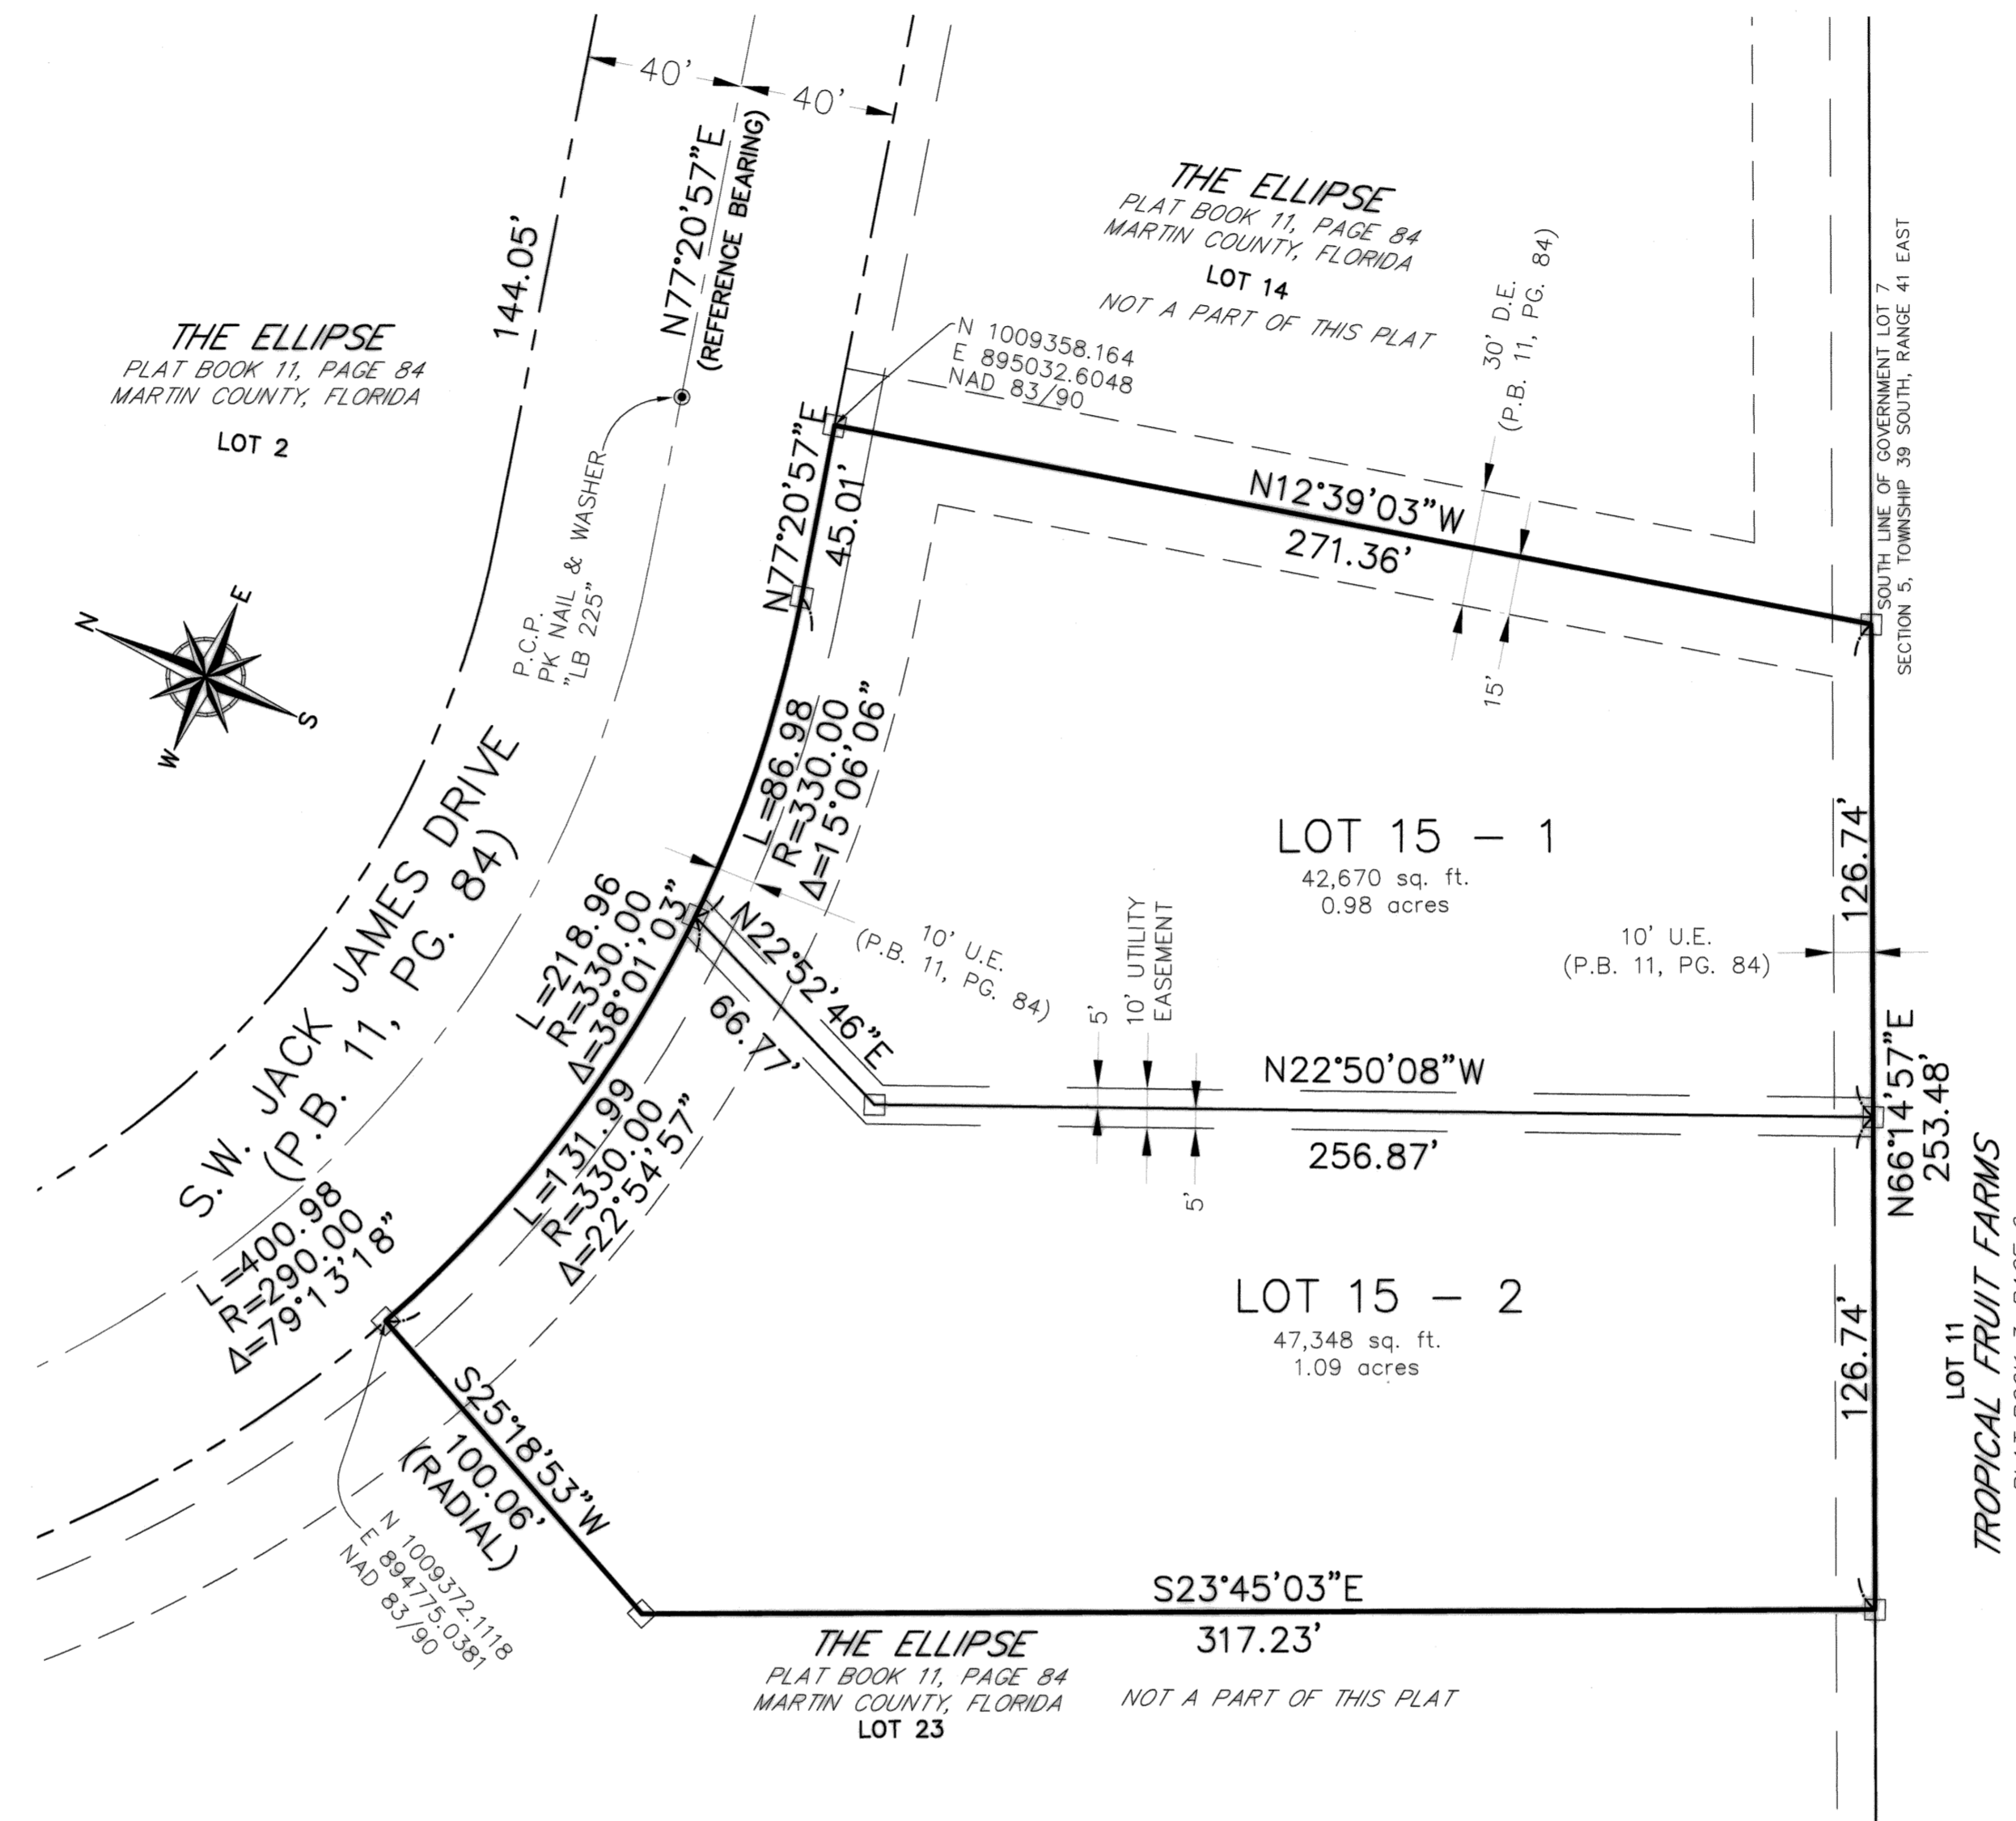 40'
40'
144.05'
N77°20'57"E
(REFERENCE BEARING)
THE ELLIPSE
PLAT BOOK 11, PAGE 84
MARTIN COUNTY, FLORIDA
LOT 2
THE ELLIPSE
PLAT BOOK 11, PAGE 84
MARTIN COUNTY, FLORIDA
LOT 14
NOT A PART OF THIS PLAT
30' D.E.
(P.B. 11, PG. 84)
SOUTH LINE OF GOVERNMENT LOT 7
SECTION 5, TOWNSHIP 39 SOUTH, RANGE 41 EAST
N 1009358.164
E 895032.6048
NAD 83/90
P.C.P.
PK NAIL & WASHER
"LB 225"
N77°20'57"E
45.01'
N12°39'03"W
271.36'
15'
N
E
S
W
L=86.98
R=330.00
Δ=15°06'06"
S.W. JACK JAMES DRIVE
(P.B. 11, PG. 84)
L=218.96
R=330.00
Δ=38°01'03"
10' U.E.
(P.B. 11, PG. 84)
LOT 15 - 1
42,670 sq. ft.
0.98 acres
126.74'
10' U.E.
(P.B. 11, PG. 84)
N22°52'46"E
66.77'
5'
10' UTILITY
EASEMENT
5'
N22°50'08"W
256.87'
N66°14'57"E
253.48'
L=131.99
R=330.00
Δ=22°54'57"
L=400.98
R=290.00
Δ=79°13'18"
LOT 15 - 2
47,348 sq. ft.
1.09 acres
126.74'
LOT 11
TROPICAL FRUIT FARMS
S25°18'53"W
100.06'
(RADIAL)
N 1009372.1118
E 894775.0381
NAD 83/90
S23°45'03"E
317.23'
THE ELLIPSE
PLAT BOOK 11, PAGE 84
MARTIN COUNTY, FLORIDA
LOT 23
NOT A PART OF THIS PLAT